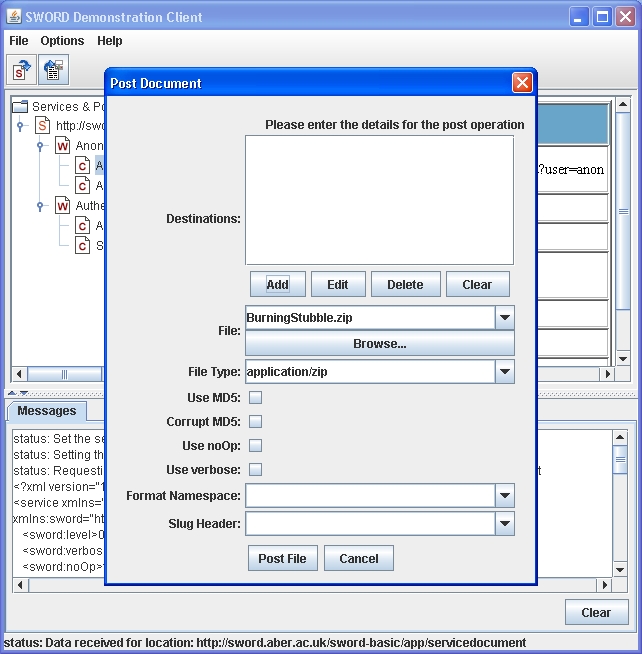 SWORD Demonstration Client
File Options Help
Post Document
Services & Po
http://swo
Anon
A
A
Authe
A
S
?user=anon
Please enter the details for the post operation
Destinations:
Add Edit Delete Clear
File: BurningStubble.zip
Browse...
File Type: application/zip
Use MD5:
Corrupt MD5:
Use noOp:
Use verbose:
Format Namespace:
Slug Header:
Post File Cancel
Messages
status: Set the se
status: Setting th
status: Requesti
<?xml version="1
<service xmlns="
xmlns:sword="ht
<sword:level>0
<sword:verbos
<sword:noOp>
Clear
status: Data received for location: http://sword.aber.ac.uk/sword-basic/app/servicedocument